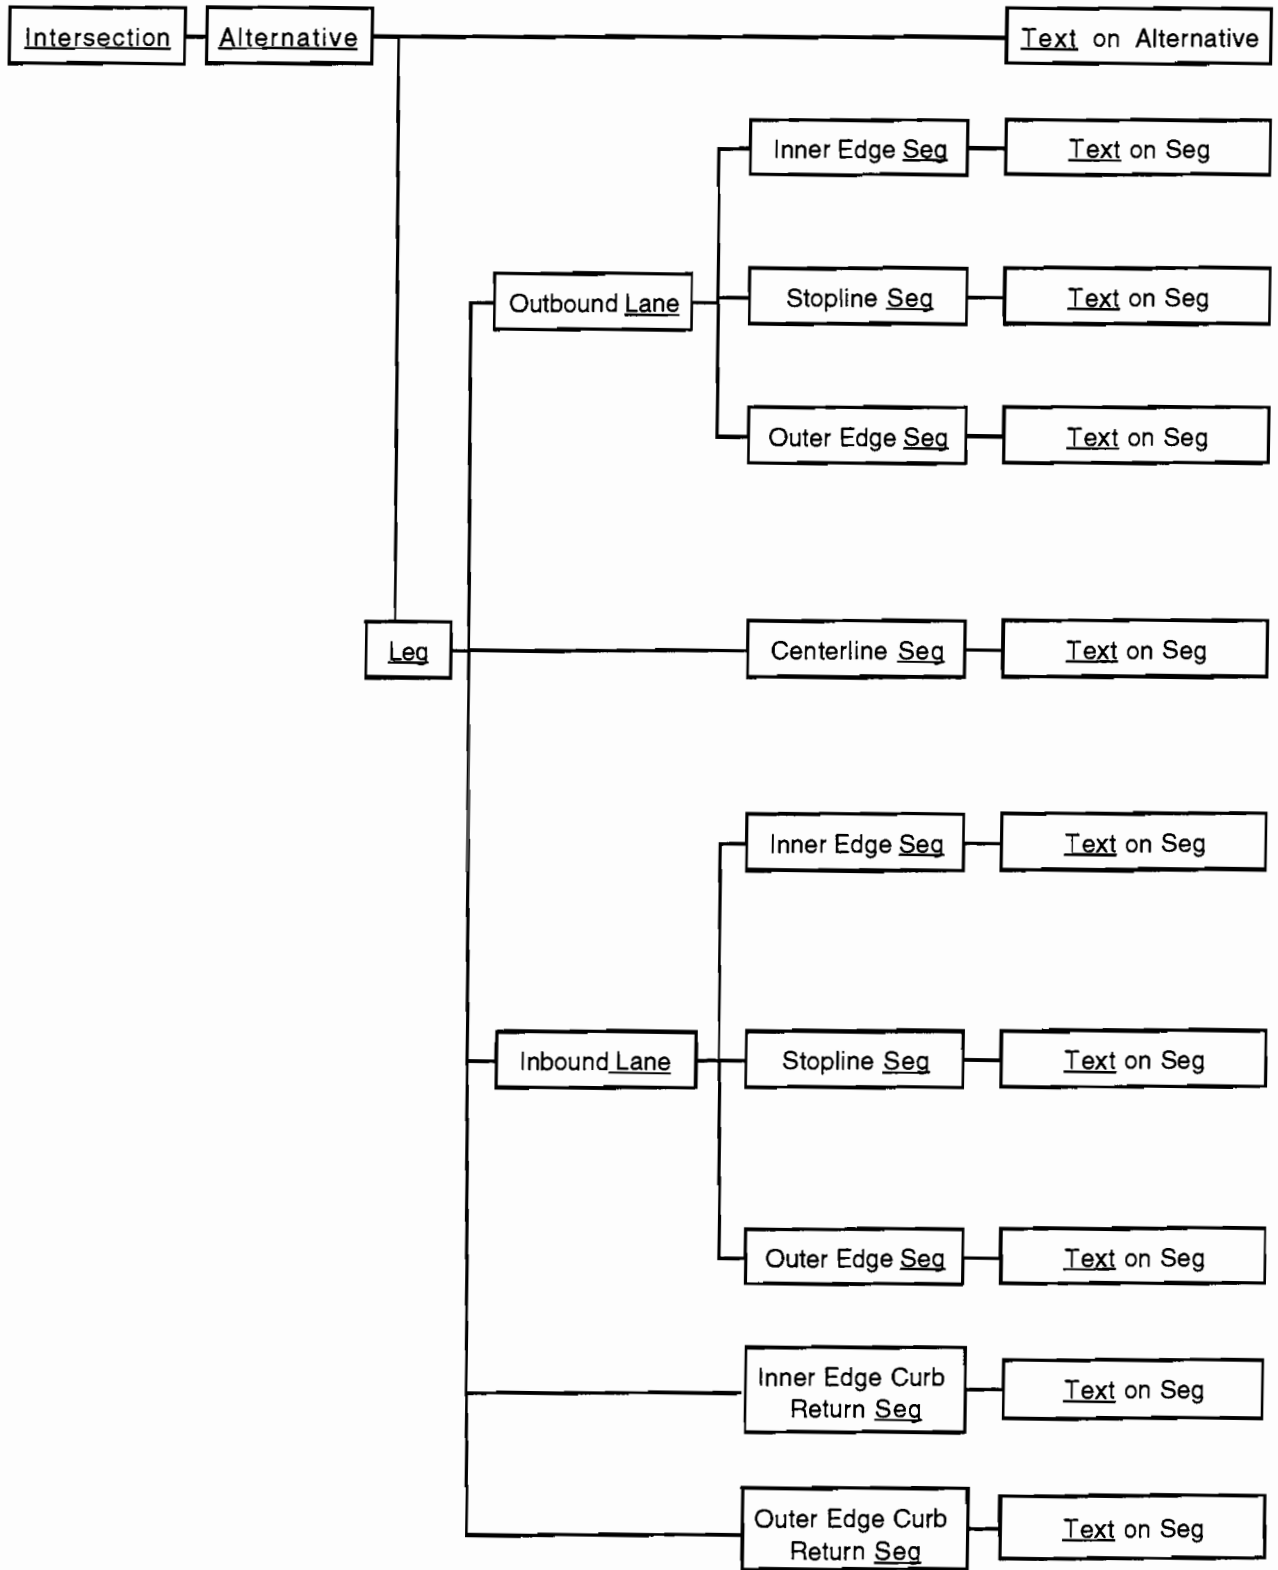 Intersection
Alternative
Text on Alternative
Inner Edge Seg
Text on Seg
Outbound Lane
Stopline Seg
Text on Seg
Outer Edge Seg
Text on Seg
Leg
Centerline Seg
Text on Seg
Inner Edge Seg
Text on Seg
Inbound Lane
Stopline Seg
Text on Seg
Outer Edge Seg
Text on Seg
Inner Edge Curb
Return Seg
Text on Seg
Outer Edge Curb
Return Seg
Text on Seg